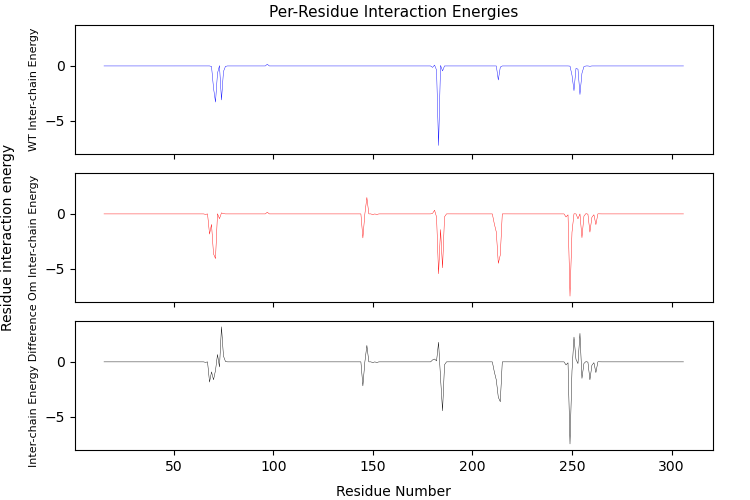 Per-Residue Interaction Energies
Residue interaction energy
WT Inter-chain Energy
0
−5
Om Inter-chain Energy
0
−5
Inter-chain Energy Difference
0
−5
50 100 150 200 250 300
Residue Number